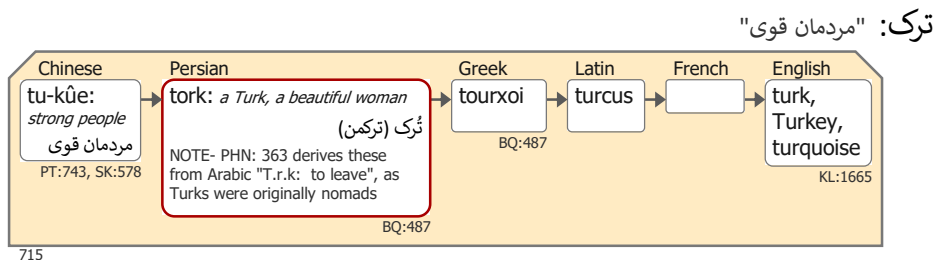 ترک: "مردمان قوی"
Chinese
Persian
Greek
Latin
French
English
tu-kûe:
strong people
مردمان قوی
PT:743, SK:578
tork: a Turk, a beautiful woman
تُرک (ترکمن)
NOTE- PHN: 363 derives these
from Arabic "T.r.k:  to leave", as
Turks were originally nomads
BQ:487
tourxoi
BQ:487
turcus
turk,
Turkey,
turquoise
KL:1665
715